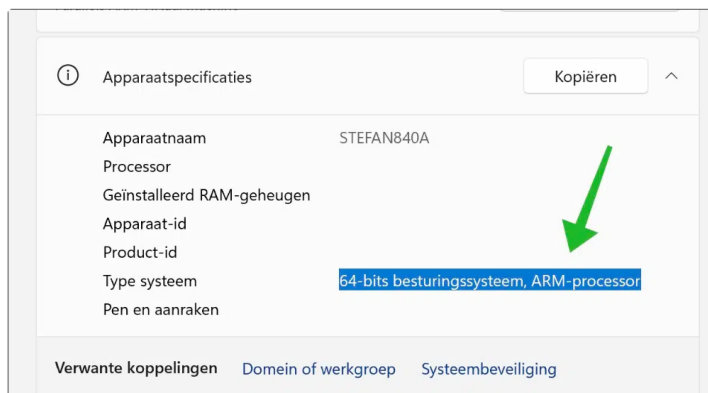 Apparaatspecificaties
Kopiëren
Apparaatnaam STEFAN840A
Processor
Geïnstalleerd RAM-geheugen
Apparaat-id
Product-id
Type systeem 64-bits besturingssysteem, ARM-processor
Pen en aanraken
Verwante koppelingen Domein of werkgroep Systeembeveiliging